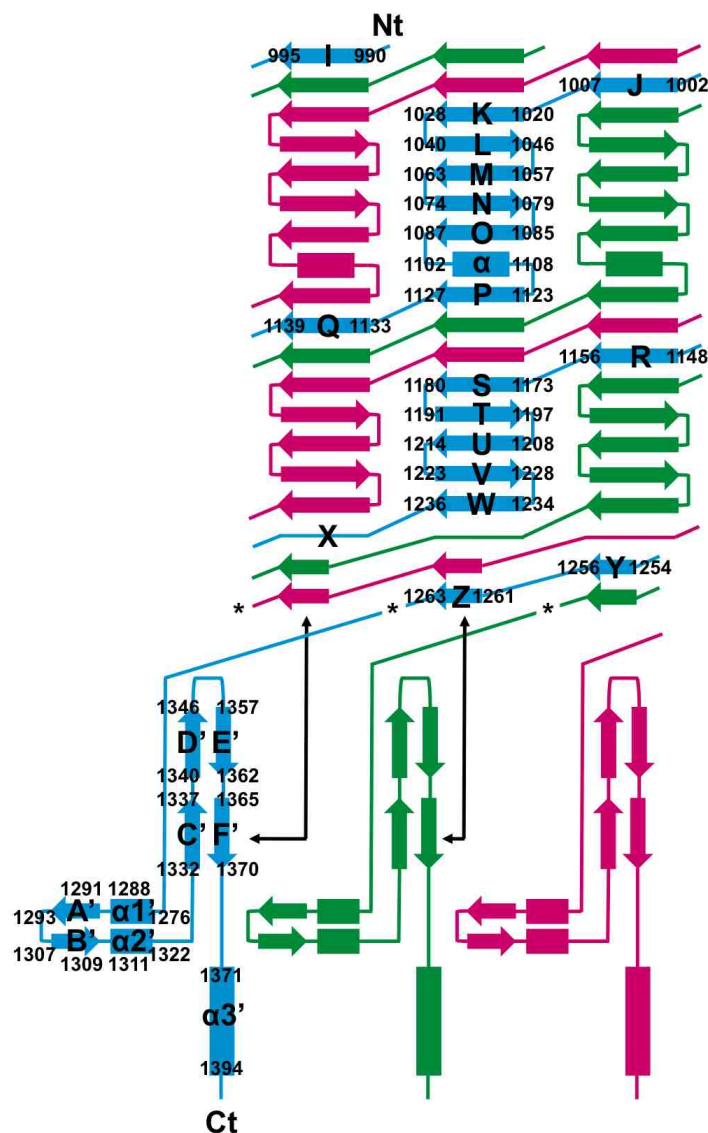 Nt
995 I 990
1007 J 1002
1028 K 1020
1040 L 1046
1063 M 1057
1074 N 1079
1087 O 1085
1102 α 1108
1127 P 1123
1139 Q 1133
1156 R 1148
1180 S 1173
1191 T 1197
1214 U 1208
1223 V 1228
1236 W 1234
X
1256 Y 1254
1263 Z 1261
* * *
1346 1357
D’ E’
1340 1362
1337 1365
C’ F’
1332 1370
1291 1288
1293 A’ α1’ 1276
B’ α2’
1307 1309 1311 1322
1371
α3’
1394
Ct